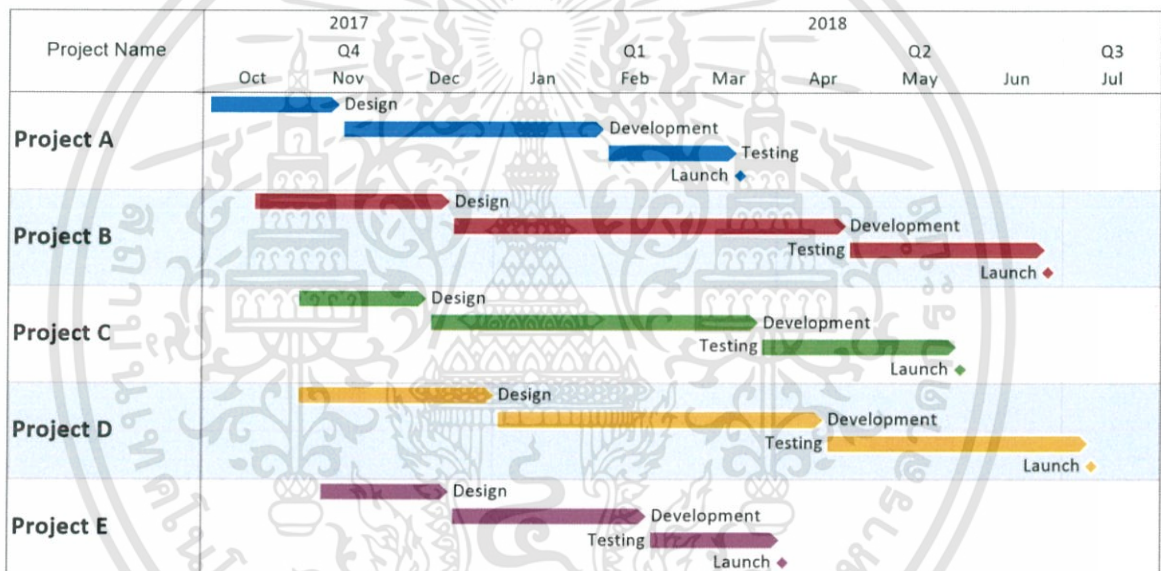 2017 2018
Project Name Q4 Q1 Q2 Q3
Oct Nov Dec Jan Feb Mar Apr May Jun Jul
Project A
Design
Development
Testing
Launch
Project B
Design
Development
Testing
Launch
Project C
Design
Development
Testing
Launch
Project D
Design
Development
Testing
Launch
Project E
Design
Development
Testing
Launch